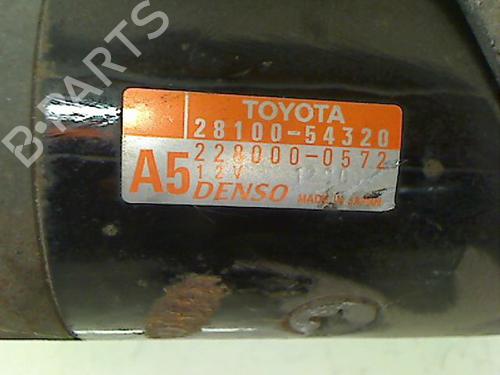 B-PARTS
TOYOTA
28100-54320
A5
228000-0572
12V
DENSO MADE IN JAPAN